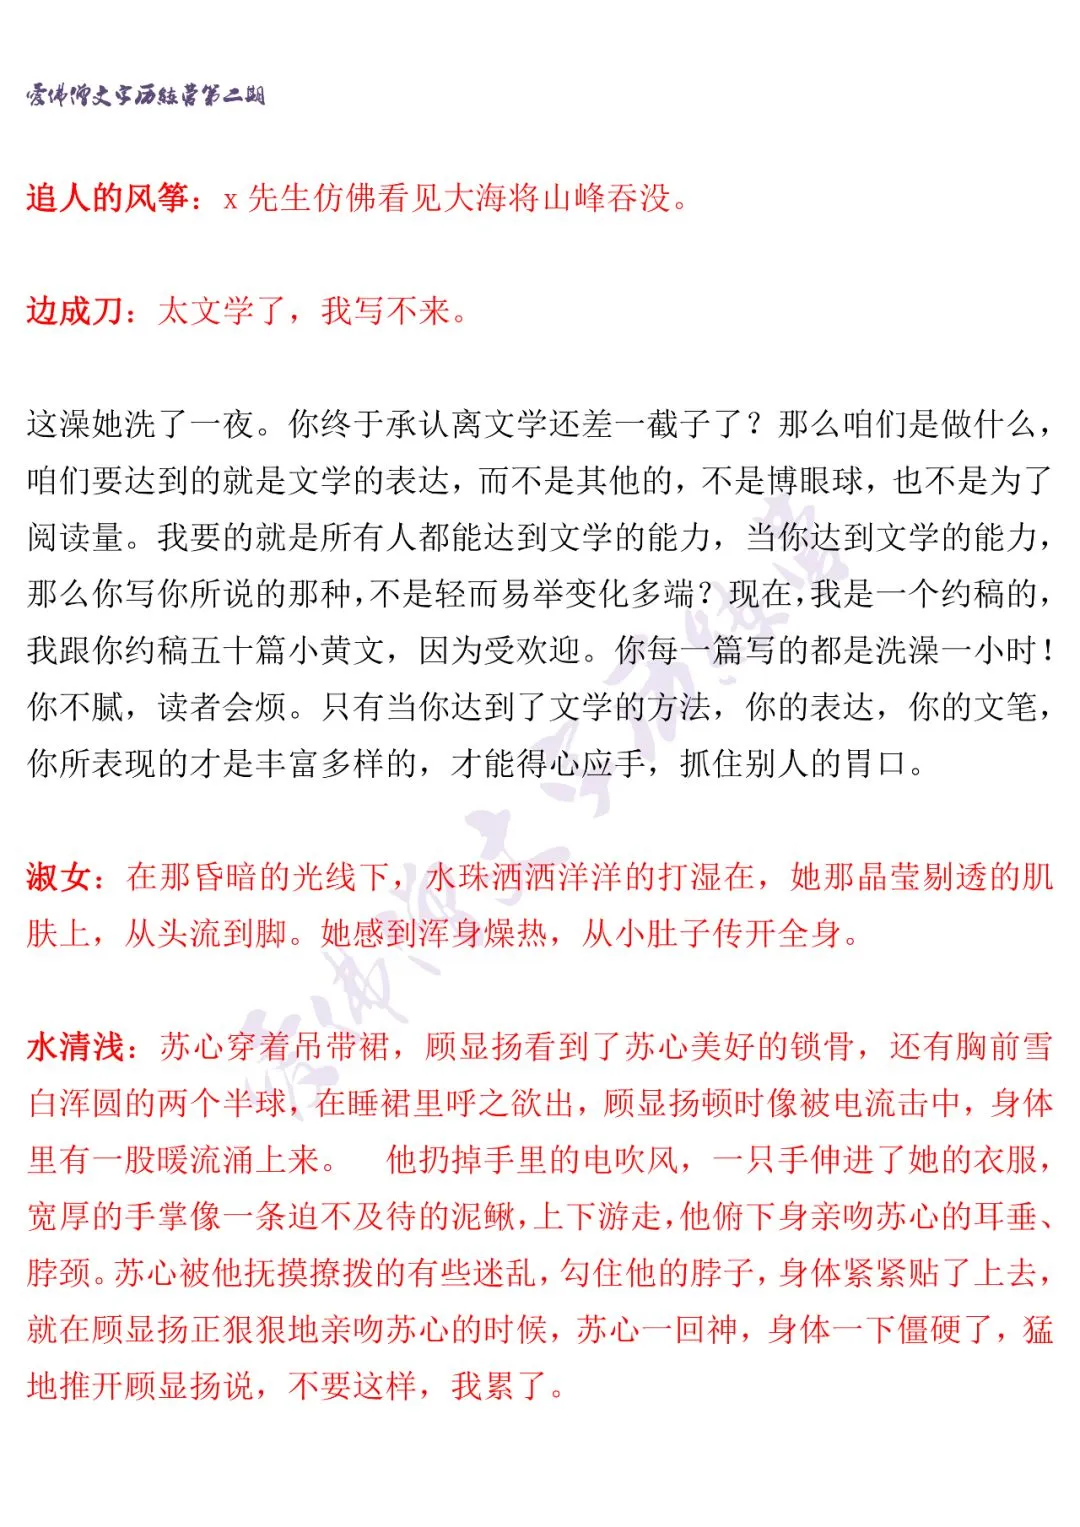 爱佛僧文字历练营第二期
追人的风筝：x 先生仿佛看见大海将山峰吞没。
边成刀：太文学了，我写不来。
这澡她洗了一夜。你终于承认离文学还差一截子了？那么咱们是做什么，
咱们要达到的就是文学的表达，而不是其他的，不是博眼球，也不是为了
阅读量。我要的就是所有人都能达到文学的能力，当你达到文学的能力，
那么你写你所说的那种，不是轻而易举变化多端？现在，我是一个约稿的，
我跟你约稿五十篇小黄文，因为受欢迎。你每一篇写的都是洗澡一小时！
你不腻，读者会烦。只有当你达到了文学的方法，你的表达，你的文笔，
你所表现的才是丰富多样的，才能得心应手，抓住别人的胃口。
淑女：在那昏暗的光线下，水珠洒洒洋洋的打湿在，她那晶莹剔透的肌
肤上，从头流到脚。她感到浑身燥热，从小肚子传开全身。
水清浅：苏心穿着吊带裙，顾显扬看到了苏心美好的锁骨，还有胸前雪
白浑圆的两个半球，在睡裙里呼之欲出，顾显扬顿时像被电流击中，身体
里有一股暖流涌上来。 他扔掉手里的电吹风，一只手伸进了她的衣服，
宽厚的手掌像一条迫不及待的泥鳅，上下游走，他俯下身亲吻苏心的耳垂、
脖颈。苏心被他抚摸撩拨的有些迷乱，勾住他的脖子，身体紧紧贴了上去，
就在顾显扬正狠狠地亲吻苏心的时候，苏心一回神，身体一下僵硬了，猛
地推开顾显扬说，不要这样，我累了。
爱佛僧文字历练营